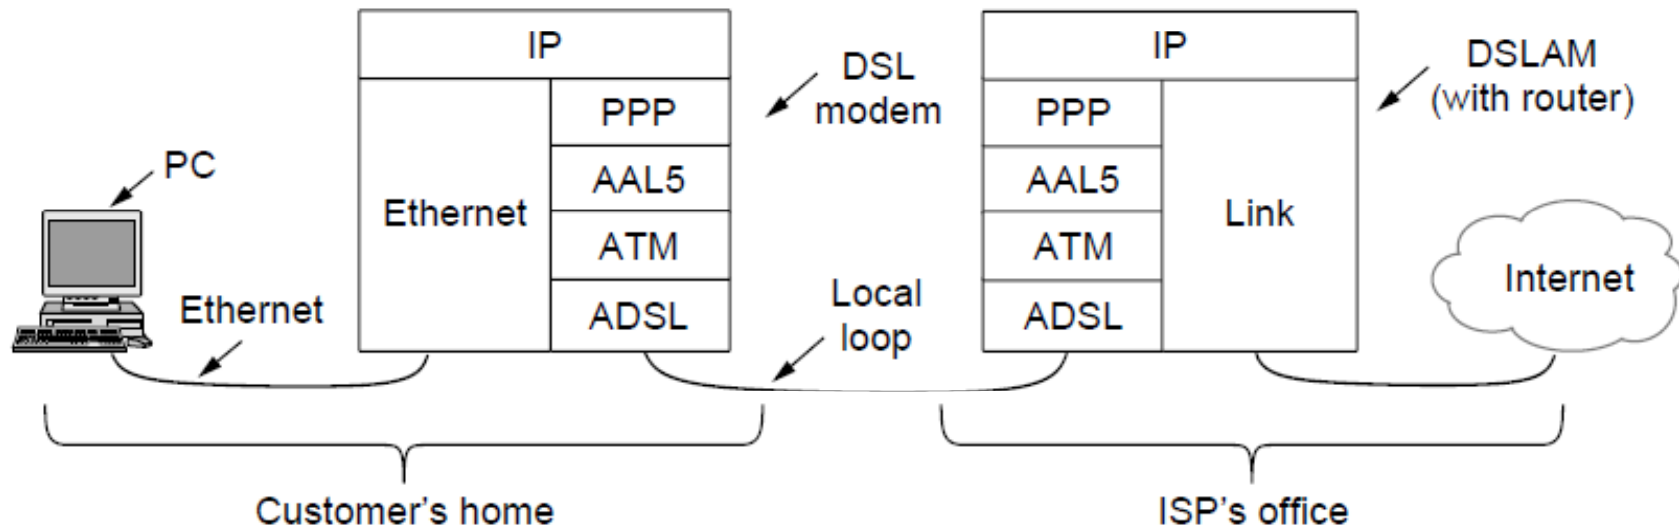 IP
DSL
modem
PPP
AAL5
ATM
ADSL
Ethernet
PC
Ethernet
Local
loop
IP
DSLAM
(with router)
PPP
AAL5
ATM
ADSL
Link
Internet
Customer's home
ISP's office